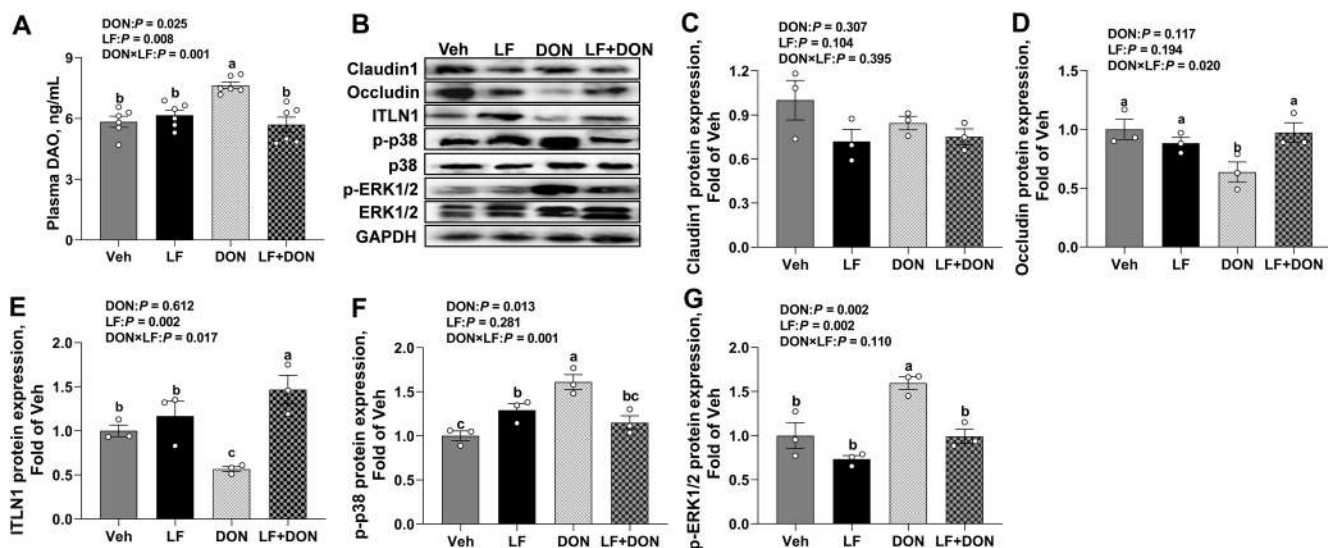 A
DON:P = 0.025
LF:P = 0.008
DON×LF:P = 0.001
Plasma DAO, ng/mL
9
6
3
0
b
b
a
b
Veh
LF
DON
LF+DON
B
Veh LF DON LF+DON
Claudin1
Occludin
ITLN1
p-p38
p38
p-ERK1/2
ERK1/2
GAPDH
C
DON:P = 0.307
LF:P = 0.104
DON×LF:P = 0.395
Claudin1 protein expression,
Fold of Veh
1.2
0.9
0.6
0.3
0.0
Veh
LF
DON
LF+DON
D
DON:P = 0.117
LF:P = 0.194
DON×LF:P = 0.020
Occludin protein expression,
Fold of Veh
1.5
1.0
0.5
0.0
a
a
b
a
Veh
LF
DON
LF+DON
E
DON:P = 0.612
LF:P = 0.002
DON×LF:P = 0.017
ITLN1 protein expression,
Fold of Veh
2.0
1.5
1.0
0.5
0.0
b
b
c
a
Veh
LF
DON
LF+DON
F
DON:P = 0.013
LF:P = 0.281
DON×LF:P = 0.001
p-p38 protein expression,
Fold of Veh
2.0
1.5
1.0
0.5
0.0
c
b
a
bc
Veh
LF
DON
LF+DON
G
DON:P = 0.002
LF:P = 0.002
DON×LF:P = 0.110
p-ERK1/2 protein expression,
Fold of Veh
2.0
1.5
1.0
0.5
0.0
b
b
a
b
Veh
LF
DON
LF+DON